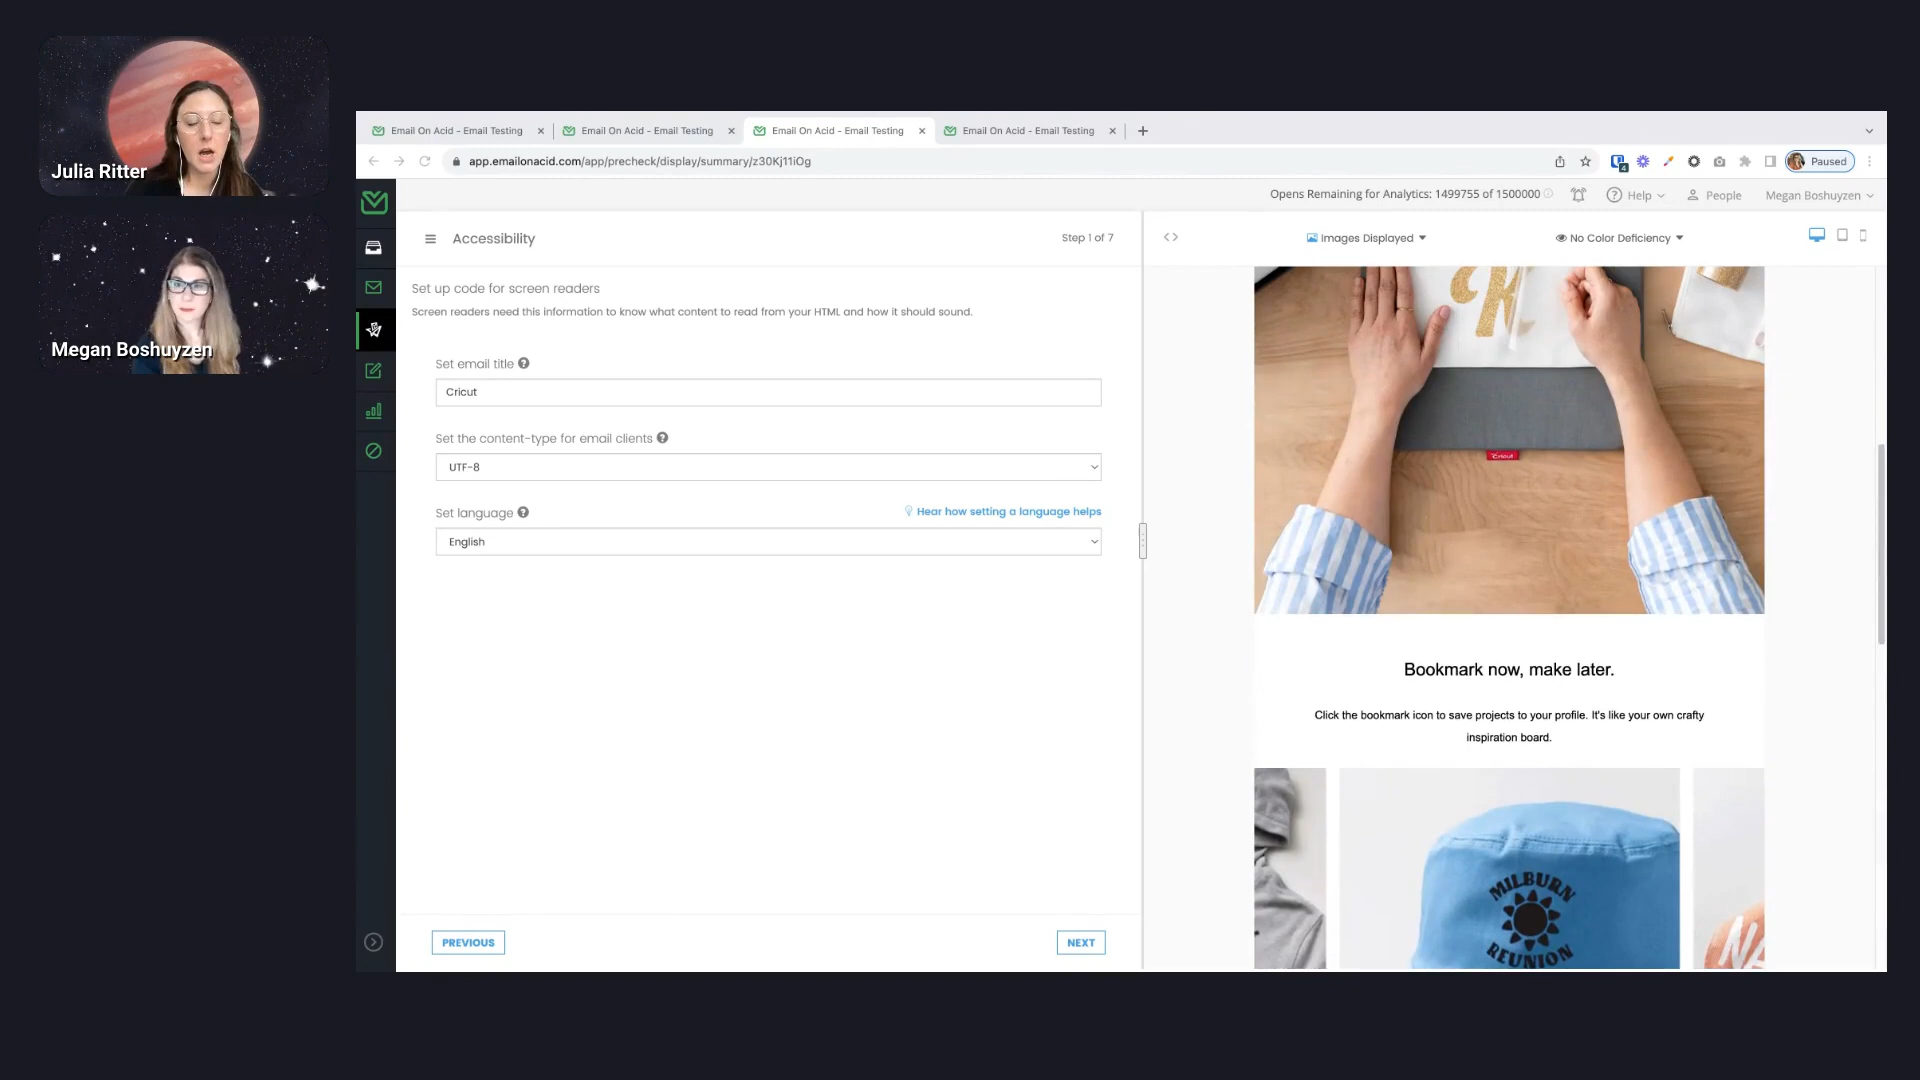 Julia Ritter
Megan Boshuyzen
Email On Acid - Email Testing
Email On Acid - Email Testing
Email On Acid - Email Testing
Email On Acid - Email Testing
app.emailonacid.com/app/precheck/display/summary/z30Kj11iOg
4
Paused
Opens Remaining for Analytics: 1499755 of 1500000
Help
People
Megan Boshuyzen
Accessibility
Step 1 of 7
Images Displayed
No Color Deficiency
Set up code for screen readers
Screen readers need this information to know what content to read from your HTML and how it should sound.
Set email title
Cricut
Set the content-type for email clients
UTF-8
Set language
Hear how setting a language helps
English
PREVIOUS
NEXT
cricut
Bookmark now, make later.
Click the bookmark icon to save projects to your profile. It's like your own crafty
inspiration board.
MILBURN
REUNION